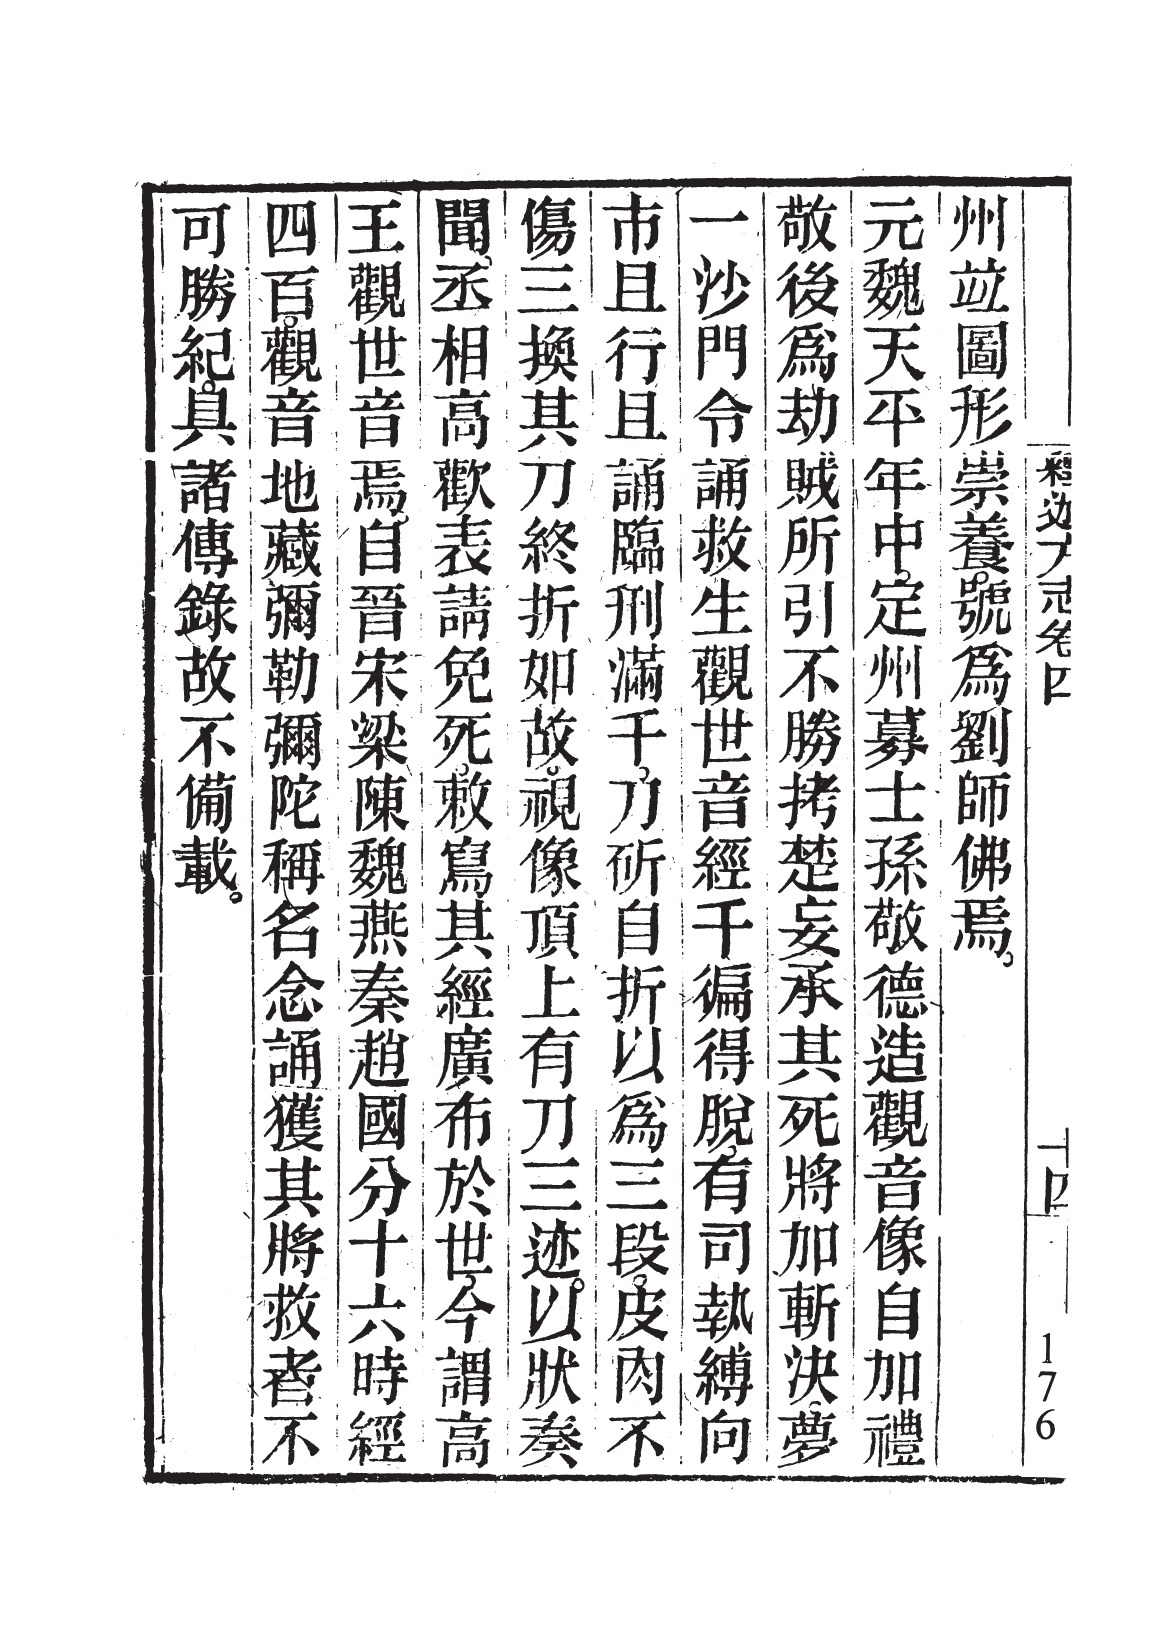 釋迦方志卷四
十四
176
州並圖形崇養。號爲劉師佛焉。
元魏天平年中。定州募士孫敬德造觀音像自加禮
敬後爲劫賊所引不勝拷楚妄承其死將加斬決。夢
一沙門令誦救生觀世音經千徧得脫。有司執縛向
市且行且誦臨刑滿千。刀斫自折以爲三段。皮肉不
傷三換其刀終折如故。視像頂上有刀三迹。以狀奏
聞。丞相高歡表請免死。敕寫其經廣布於世。今謂高
王觀世音焉。自晉宋梁陳魏燕秦趙國分十六時經
四百。觀音地藏彌勒彌陀稱名念誦獲其將救者不
可勝紀。具諸傳錄故不備載。